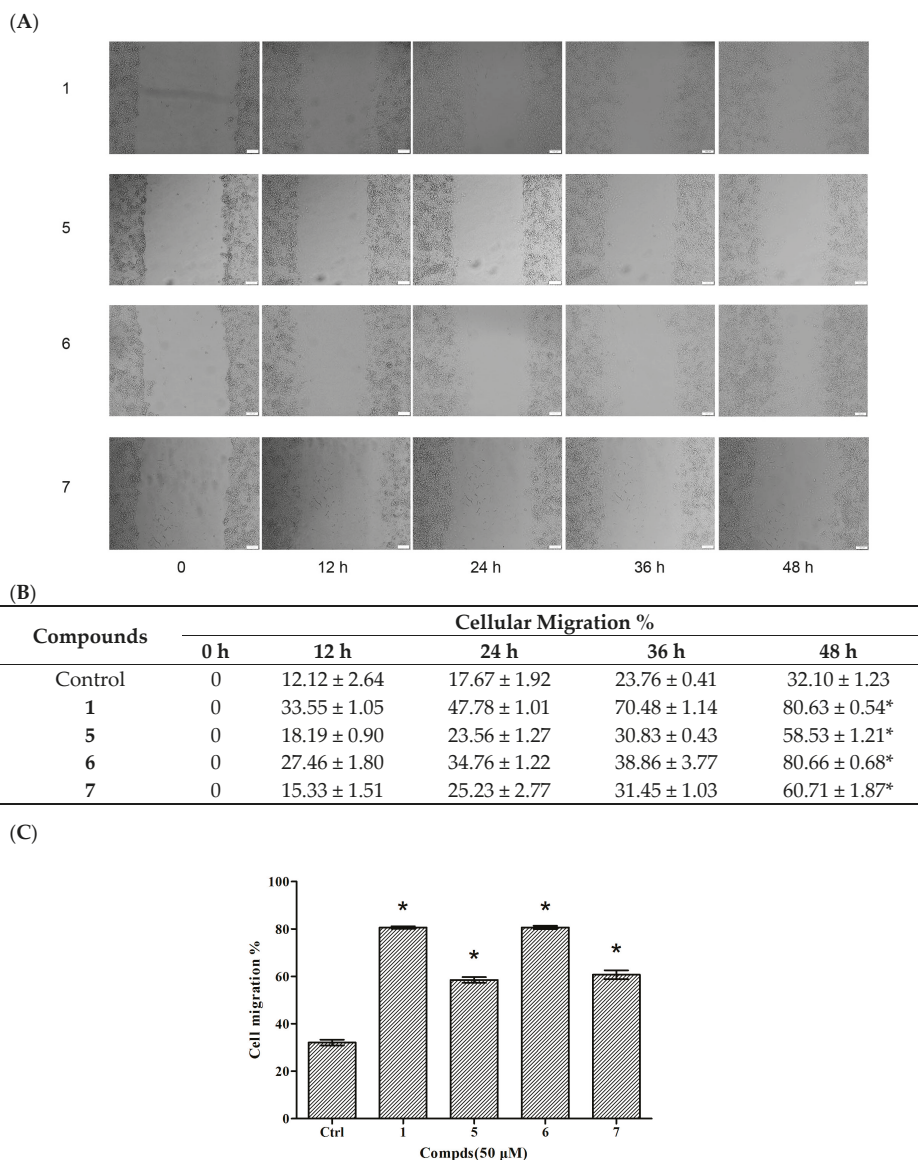 (A)
1
5
6
7
0 12 h 24 h 36 h 48 h
(B)
Compounds Cellular Migration %
0 h 12 h 24 h 36 h 48 h
Control 0 12.12 ± 2.64 17.67 ± 1.92 23.76 ± 0.41 32.10 ± 1.23
1 0 33.55 ± 1.05 47.78 ± 1.01 70.48 ± 1.14 80.63 ± 0.54*
5 0 18.19 ± 0.90 23.56 ± 1.27 30.83 ± 0.43 58.53 ± 1.21*
6 0 27.46 ± 1.80 34.76 ± 1.22 38.86 ± 3.77 80.66 ± 0.68*
7 0 15.33 ± 1.51 25.23 ± 2.77 31.45 ± 1.03 60.71 ± 1.87*
(C)
100
80
60
40
20
0
Cell migration %
* * * *
Ctrl 1 5 6 7
Compds(50 μM)